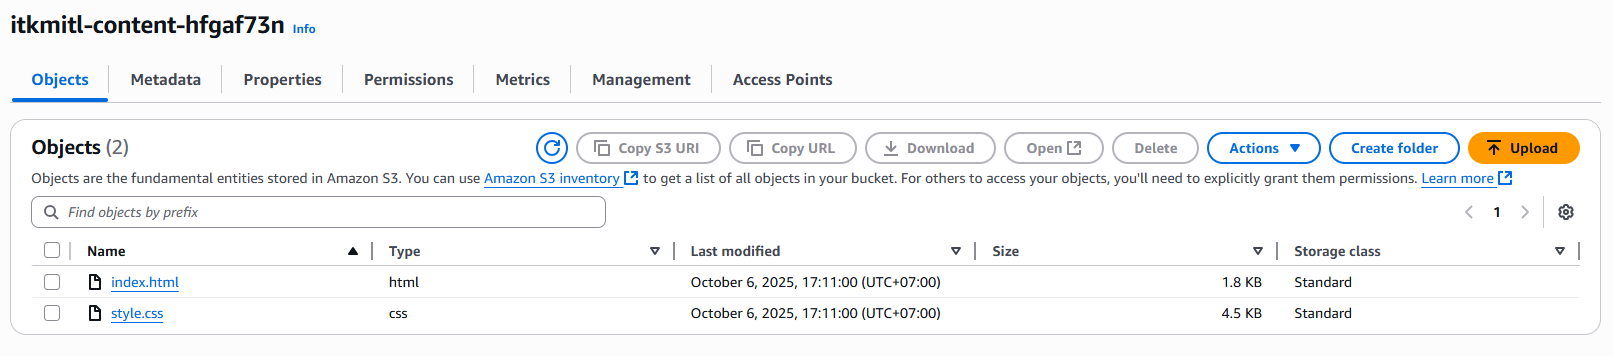 itkmitl-content-hfgaf73n Info
Objects Metadata Properties Permissions Metrics Management Access Points
Objects (2) Copy S3 URI Copy URL Download Open Delete Actions Create folder Upload
Objects are the fundamental entities stored in Amazon S3. You can use Amazon S3 inventory to get a list of all objects in your bucket. For others to access your objects, you'll need to explicitly grant them permissions. Learn more
Find objects by prefix 1
Name Type Last modified Size Storage class
index.html html October 6, 2025, 17:11:00 (UTC+07:00) 1.8 KB Standard
style.css css October 6, 2025, 17:11:00 (UTC+07:00) 4.5 KB Standard